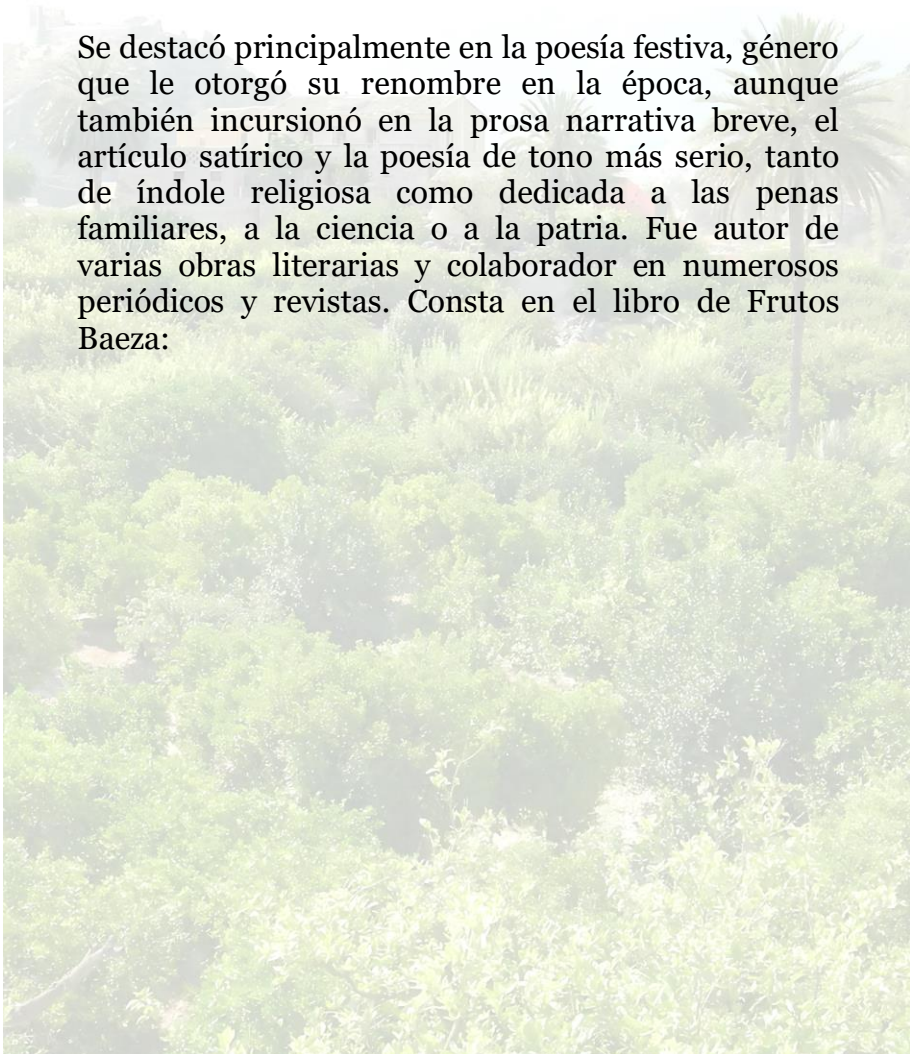 Se destacó principalmente en la poesía festiva, género
que le otorgó su renombre en la época, aunque
también incursionó en la prosa narrativa breve, el
artículo satírico y la poesía de tono más serio, tanto
de índole religiosa como dedicada a las penas
familiares, a la ciencia o a la patria. Fue autor de
varias obras literarias y colaborador en numerosos
periódicos y revistas. Consta en el libro de Frutos
Baeza: